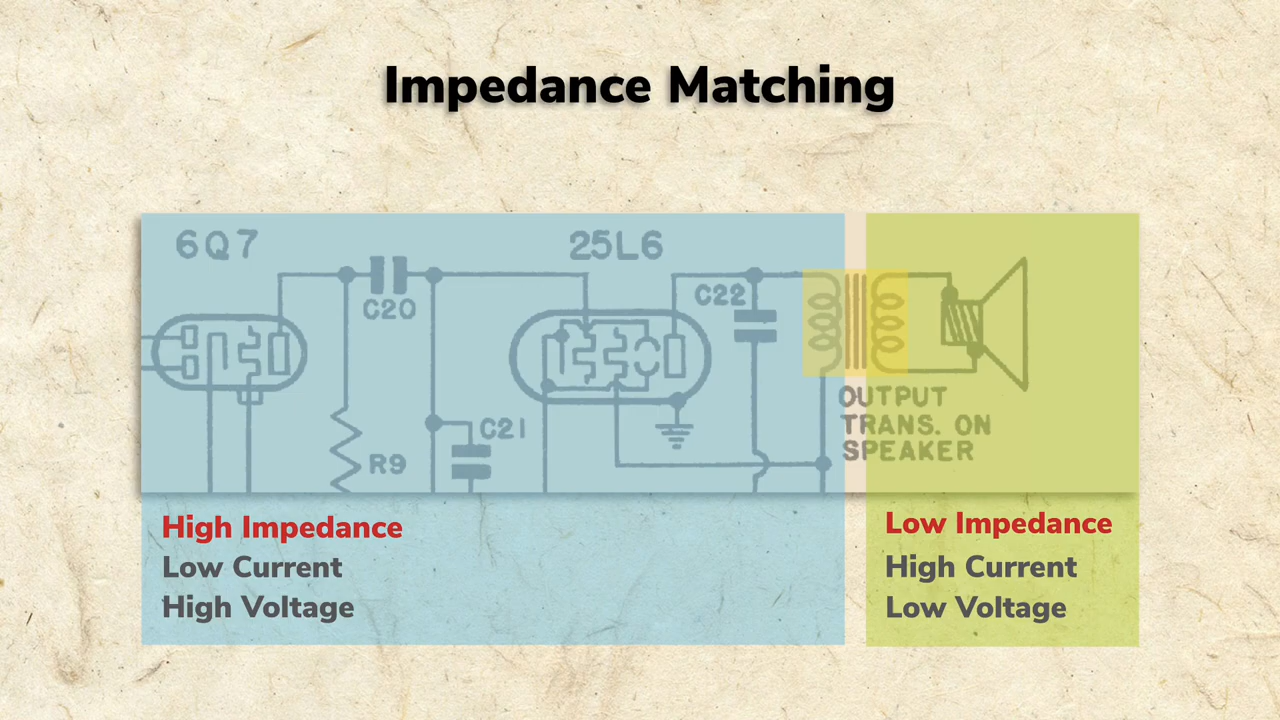 Impedance Matching
6Q7
25L6
C20
C22
C21
R9
OUTPUT
TRANS. ON
SPEAKER
High Impedance
Low Current
High Voltage
Low Impedance
High Current
Low Voltage